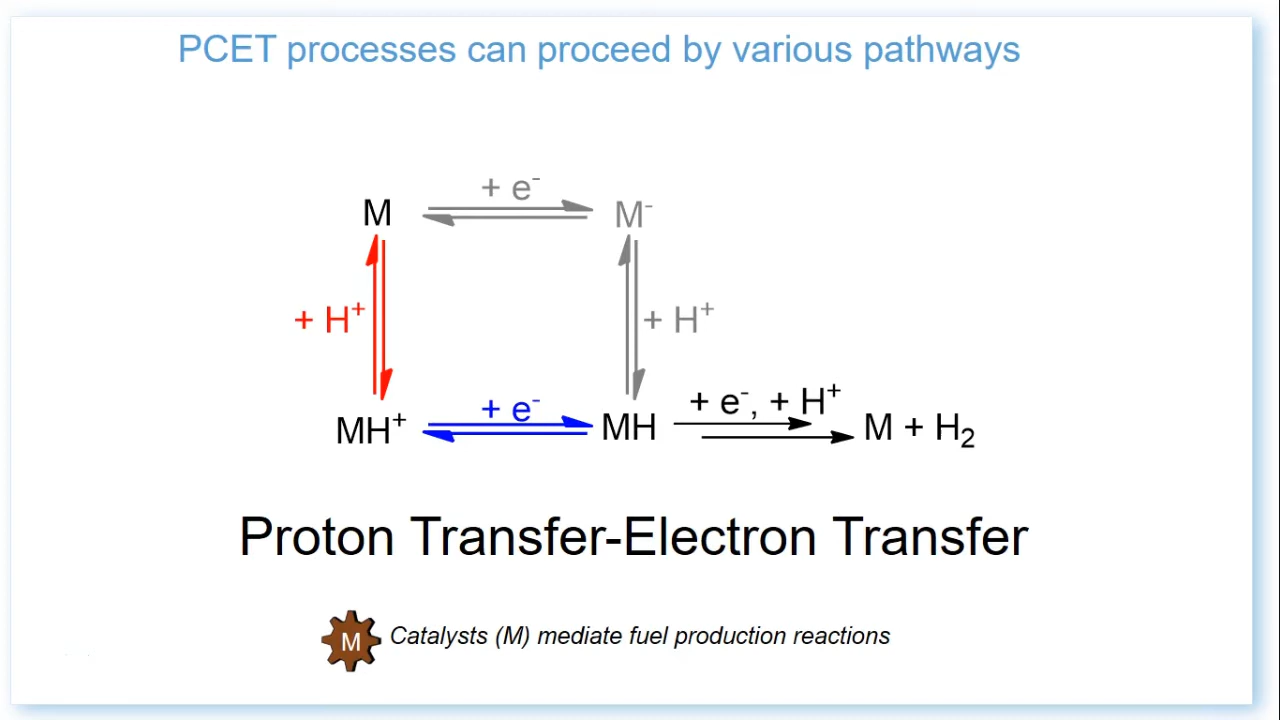 PCET processes can proceed by various pathways
+ e⁻
M
M⁻
+ H⁺
+ H⁺
+ e⁻
+ e⁻, + H⁺
MH⁺
MH
M + H₂
Proton Transfer-Electron Transfer
M
Catalysts (M) mediate fuel production reactions